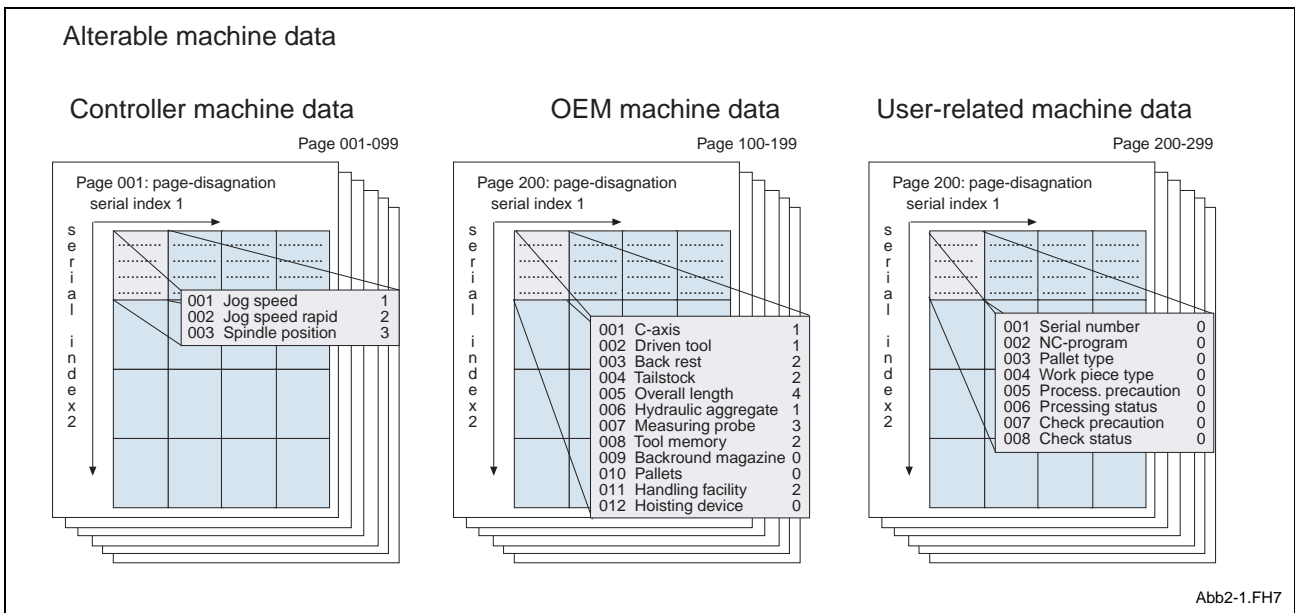 Alterable machine data
Controller machine data
Page 001-099
Page 001: page-disagnation
serial index 1
serial index2
001 Jog speed 1
002 Jog speed rapid 2
003 Spindle position 3
OEM machine data
Page 100-199
Page 200: page-disagnation
serial index 1
serial index2
001 C-axis 1
002 Driven tool 1
003 Back rest 2
004 Tailstock 2
005 Overall length 4
006 Hydraulic aggregate 1
007 Measuring probe 3
008 Tool memory 2
009 Backround magazine 0
010 Pallets 0
011 Handling facility 2
012 Hoisting device 0
User-related machine data
Page 200-299
Page 200: page-disagnation
serial index 1
serial index2
001 Serial number 0
002 NC-program 0
003 Pallet type 0
004 Work piece type 0
005 Process. precaution 0
006 Prcessing status 0
007 Check precaution 0
008 Check status 0
Abb2-1.FH7